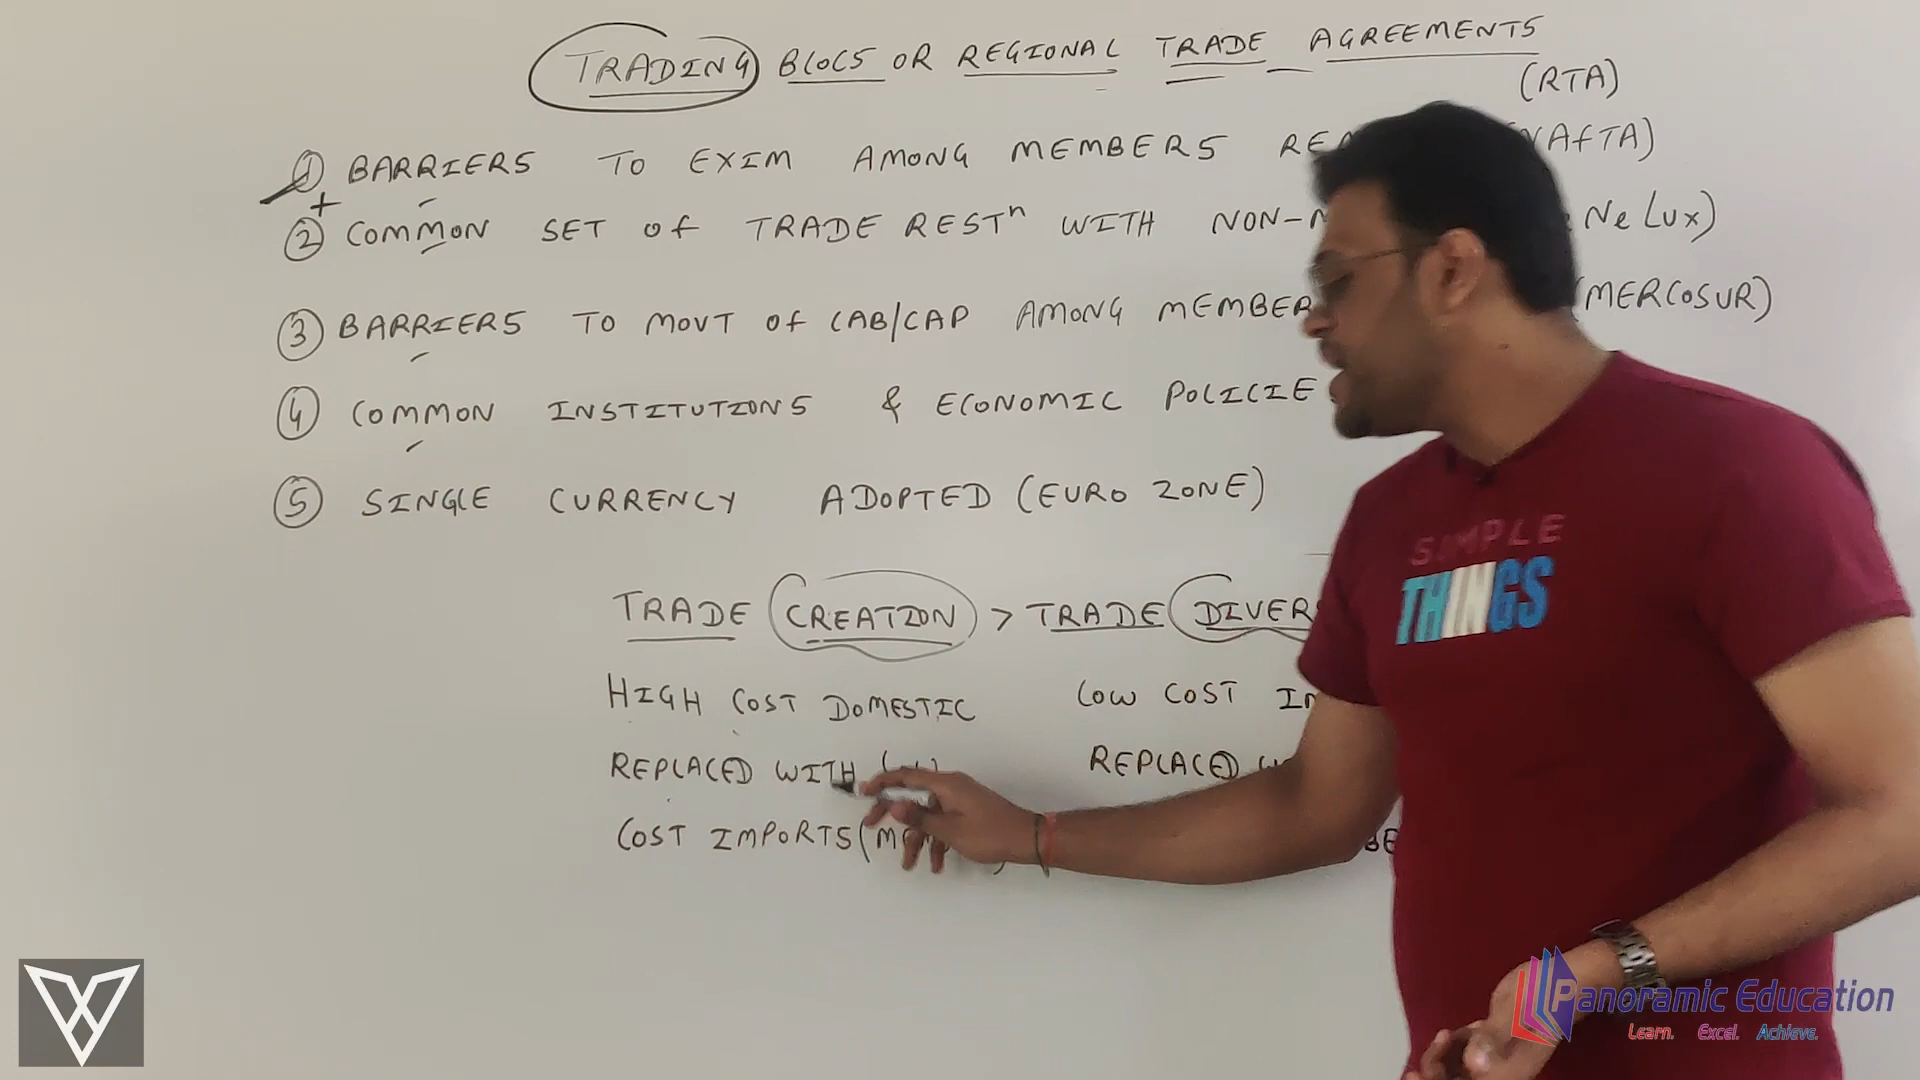 TRADING BLOCS OR REGIONAL TRADE AGREEMENTS
(RTA)
① BARRIERS TO EXIM AMONG MEMBERS NAFTA)
+
② COMMON SET OF TRADE RESTⁿ WITH NON- NeLux)
③ BARRIERS TO MOVT OF LAB/CAP AMONG MEMBER (MERCOSUR)
④ COMMON INSTITUTIONS & ECONOMIC POLICIE
⑤ SINGLE CURRENCY ADOPTED (EURO ZONE)
TRADE CREATION > TRADE DIVERS
HIGH COST DOMESTIC LOW COST
REPLACED WITH REPLACED
COST IMPORTS
SIMPLE
THINGS
Panoramic Education
Learn. Excel. Achieve.